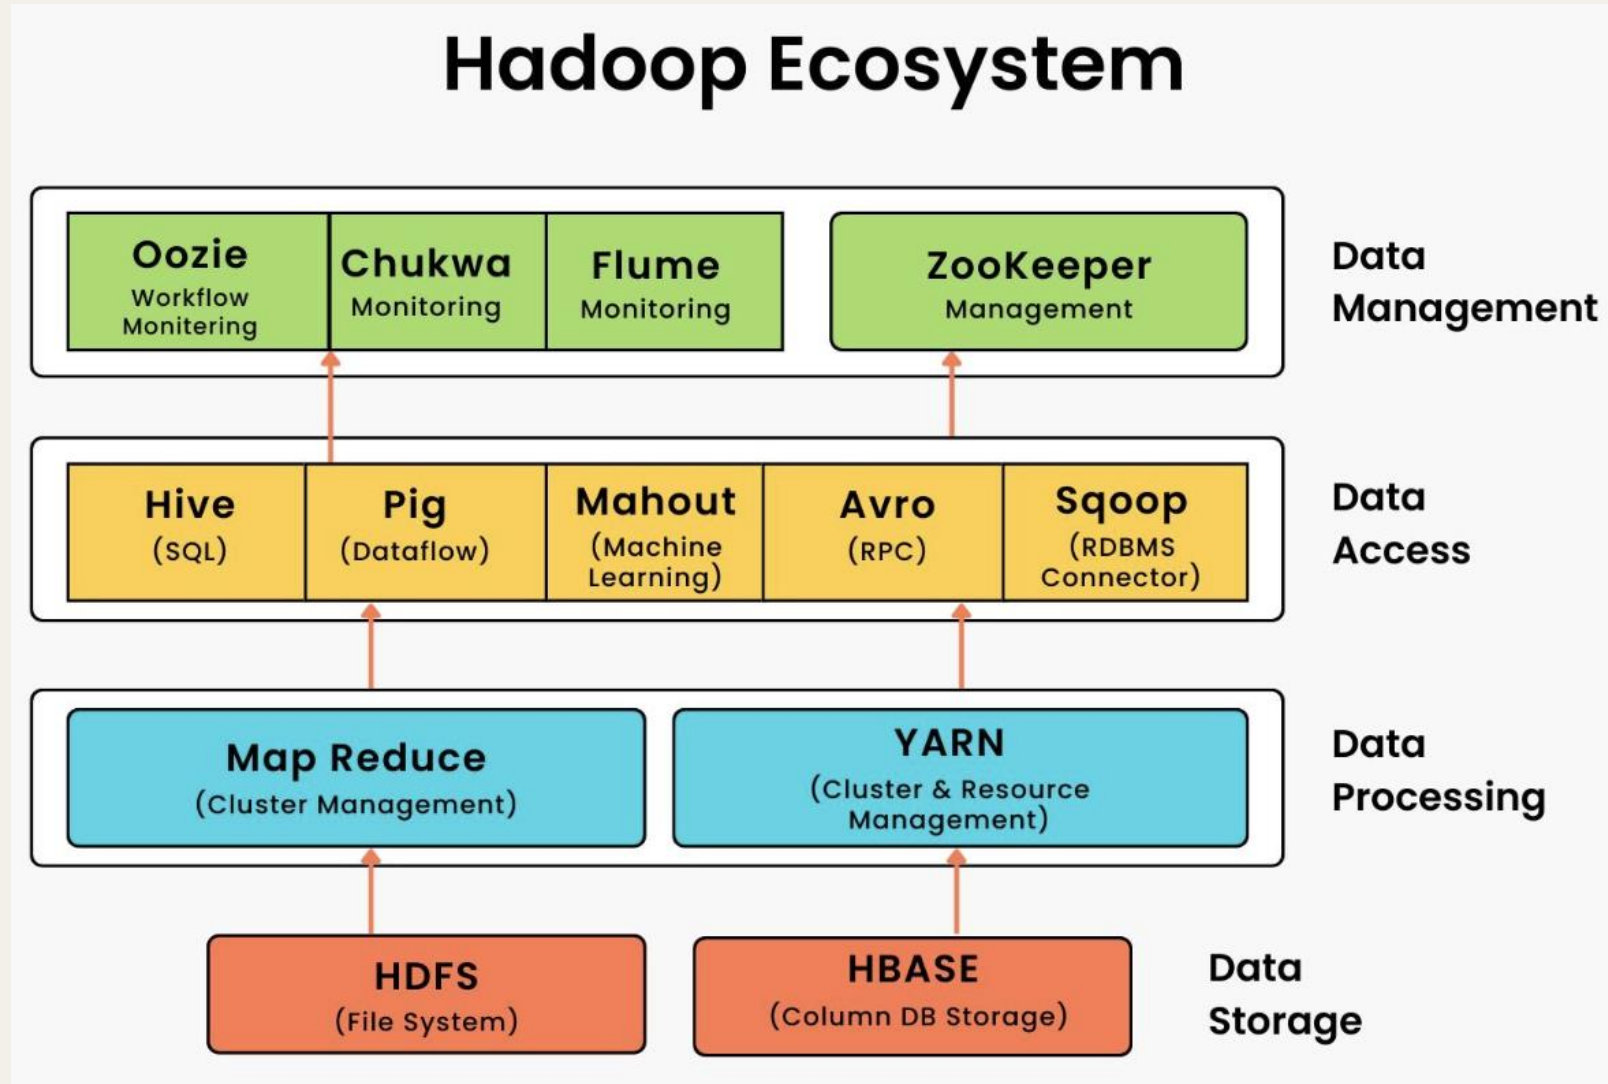 Hadoop Ecosystem
Oozie
Workflow
Monitering
Chukwa
Monitoring
Flume
Monitoring
ZooKeeper
Management
Data
Management
Hive
(SQL)
Pig
(Dataflow)
Mahout
(Machine
Learning)
Avro
(RPC)
Sqoop
(RDBMS
Connector)
Data
Access
Map Reduce
(Cluster Management)
YARN
(Cluster & Resource
Management)
Data
Processing
HDFS
(File System)
HBASE
(Column DB Storage)
Data
Storage